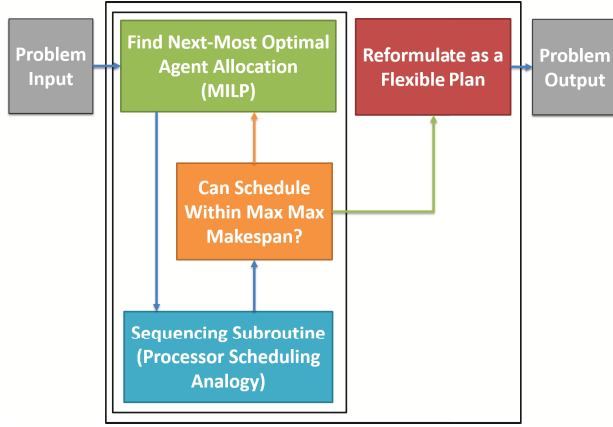 Problem
Input
Find Next-Most Optimal
Agent Allocation
(MILP)
Reformulate as a
Flexible Plan
Problem
Output
Can Schedule
Within Max Max
Makespan?
Sequencing Subroutine
(Processor Scheduling
Analogy)